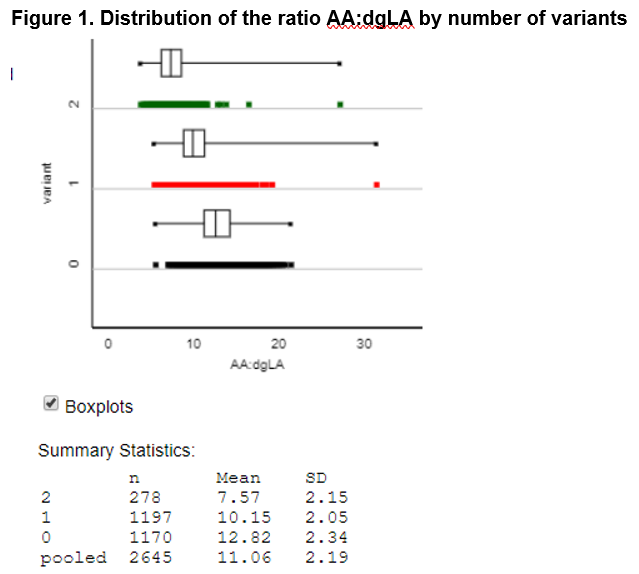 Figure 1. Distribution of the ratio AA:dgLA by number of variants
variant
2
1
0
0 10 20 30
AA:dgLA
Boxplots
Summary Statistics:
n Mean SD
2 278 7.57 2.15
1 1197 10.15 2.05
0 1170 12.82 2.34
pooled 2645 11.06 2.19